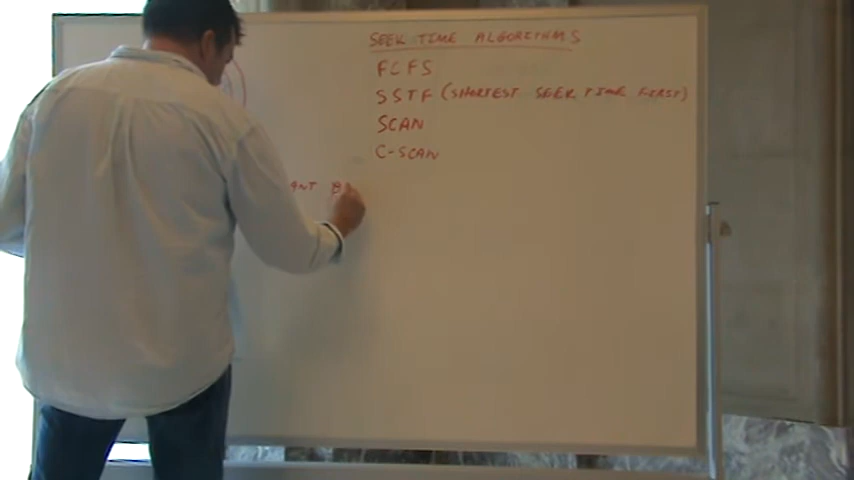 SEEK TIME ALGORITHMS
FCFS
SSTF (SHORTEST SEEK TIME FIRST)
SCAN
C-SCAN